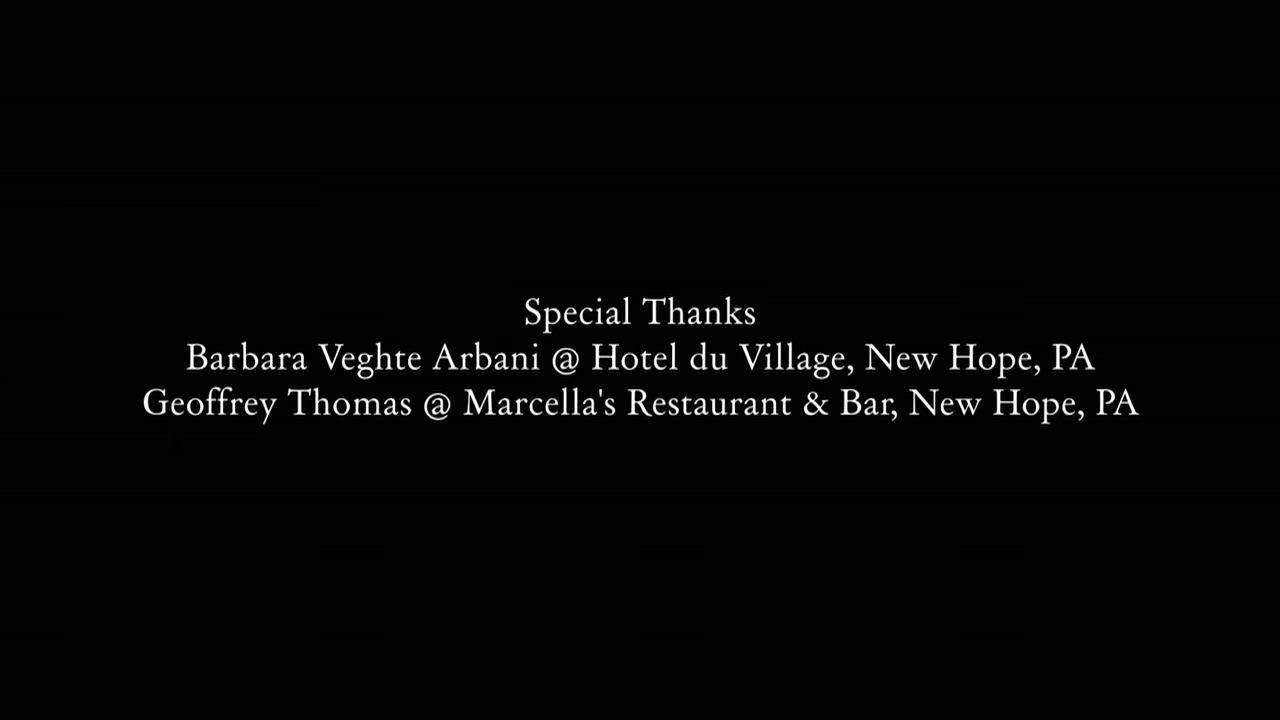 Special Thanks
Barbara Veghte Arbani @ Hotel du Village, New Hope, PA
Geoffrey Thomas @ Marcella's Restaurant & Bar, New Hope, PA